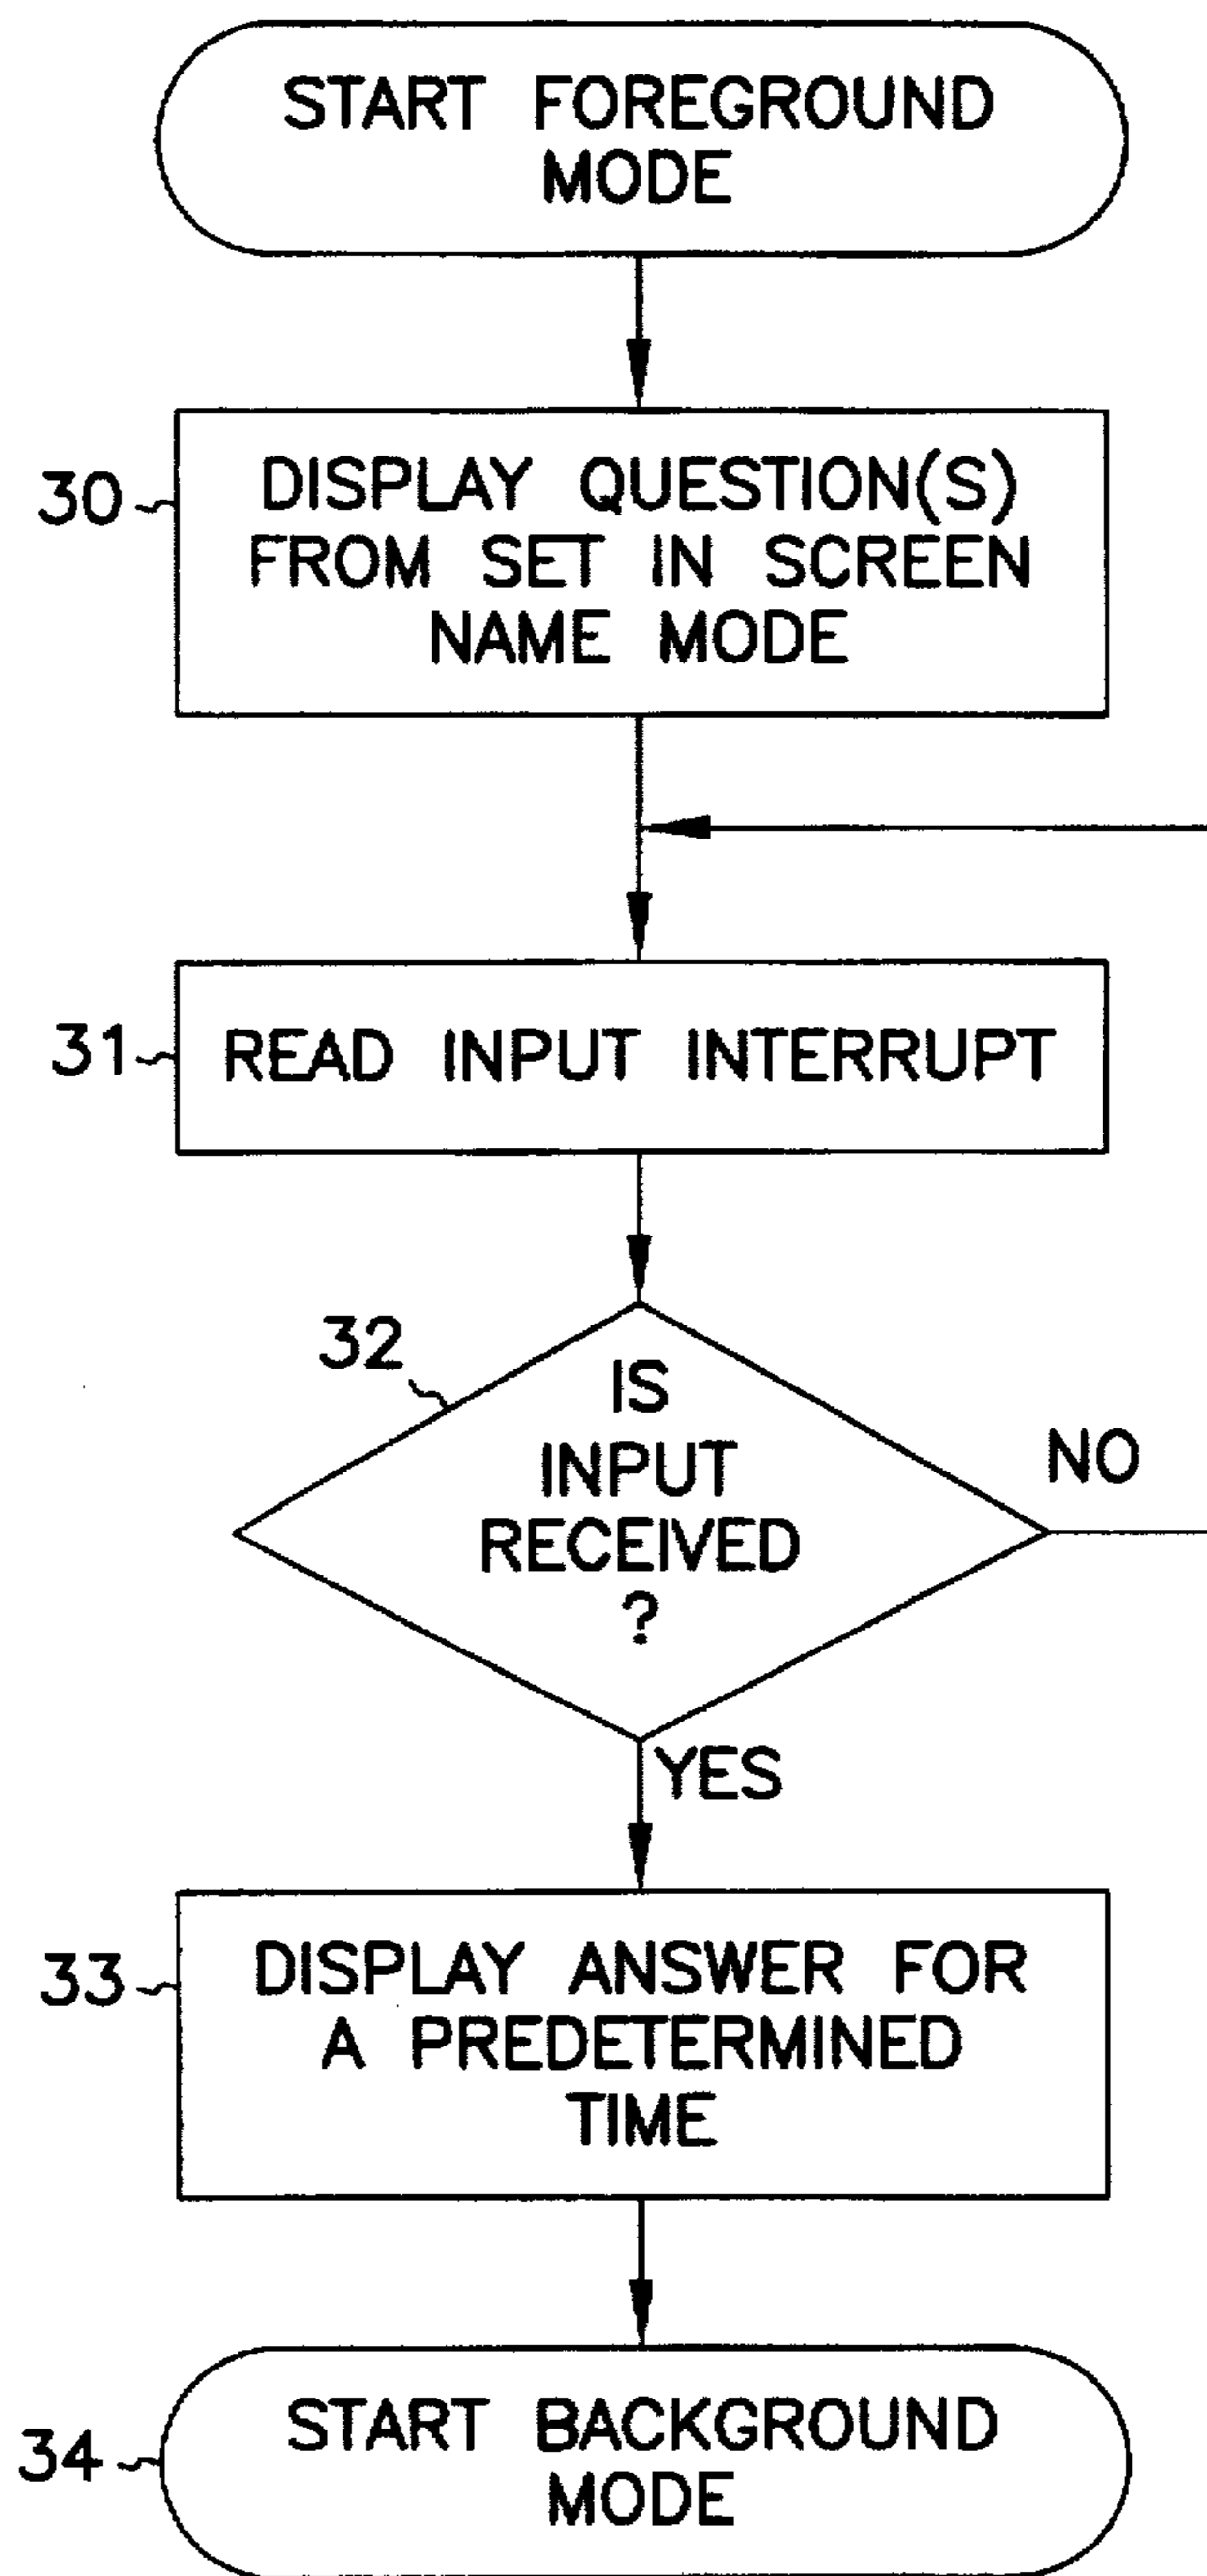 START FOREGROUND
MODE
30
DISPLAY QUESTION(S)
FROM SET IN SCREEN
NAME MODE
31
READ INPUT INTERRUPT
32
IS
INPUT
RECEIVED
?
NO
YES
33
DISPLAY ANSWER FOR
A PREDETERMINED
TIME
34
START BACKGROUND
MODE